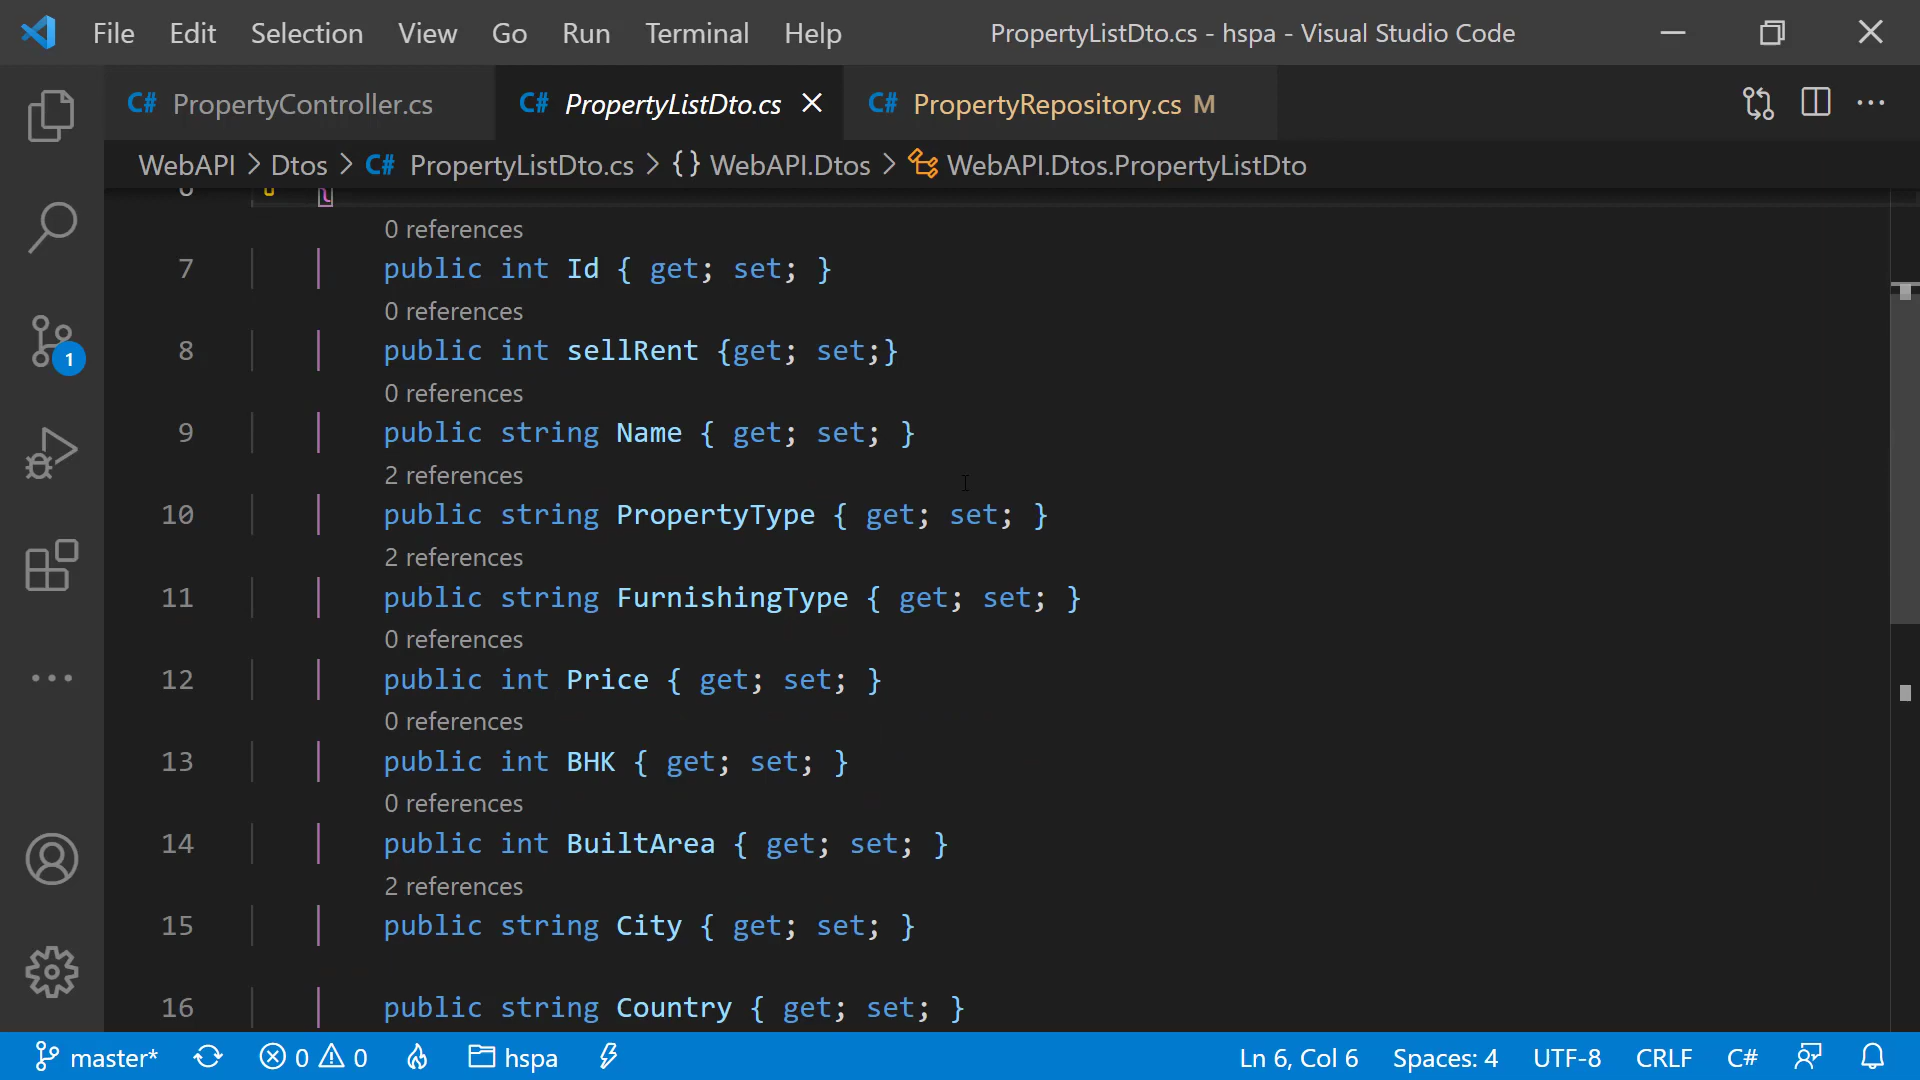 File Edit Selection View Go Run Terminal Help PropertyListDto.cs - hspa - Visual Studio Code
C# PropertyController.cs C# PropertyListDto.cs C# PropertyRepository.cs M
WebAPI > Dtos > C# PropertyListDto.cs > {} WebAPI.Dtos > WebAPI.Dtos.PropertyListDto
0 references
7 public int Id { get; set; }
0 references
8 public int sellRent {get; set;}
0 references
9 public string Name { get; set; }
2 references
10 public string PropertyType { get; set; }
2 references
11 public string FurnishingType { get; set; }
0 references
12 public int Price { get; set; }
0 references
13 public int BHK { get; set; }
0 references
14 public int BuiltArea { get; set; }
2 references
15 public string City { get; set; }
16 public string Country { get; set; }
1
master* 0 0 hspa Ln 6, Col 6 Spaces: 4 UTF-8 CRLF C#